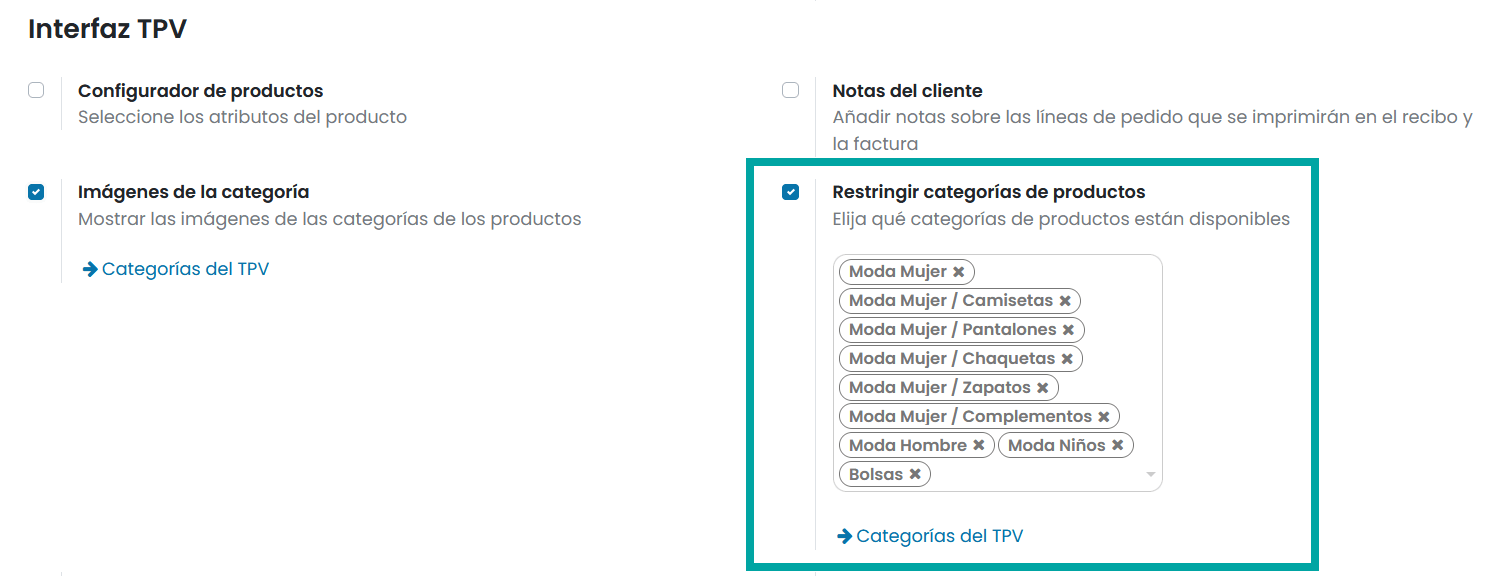 Interfaz TPV
Configurador de productos
Seleccione los atributos del producto
Notas del cliente
Añadir notas sobre las líneas de pedido que se imprimirán en el recibo y
la factura
Imágenes de la categoría
Mostrar las imágenes de las categorías de los productos
Categorías del TPV
Restringir categorías de productos
Elija qué categorías de productos están disponibles
Moda Mujer
Moda Mujer / Camisetas
Moda Mujer / Pantalones
Moda Mujer / Chaquetas
Moda Mujer / Zapatos
Moda Mujer / Complementos
Moda Hombre Moda Niños
Bolsas
Categorías del TPV